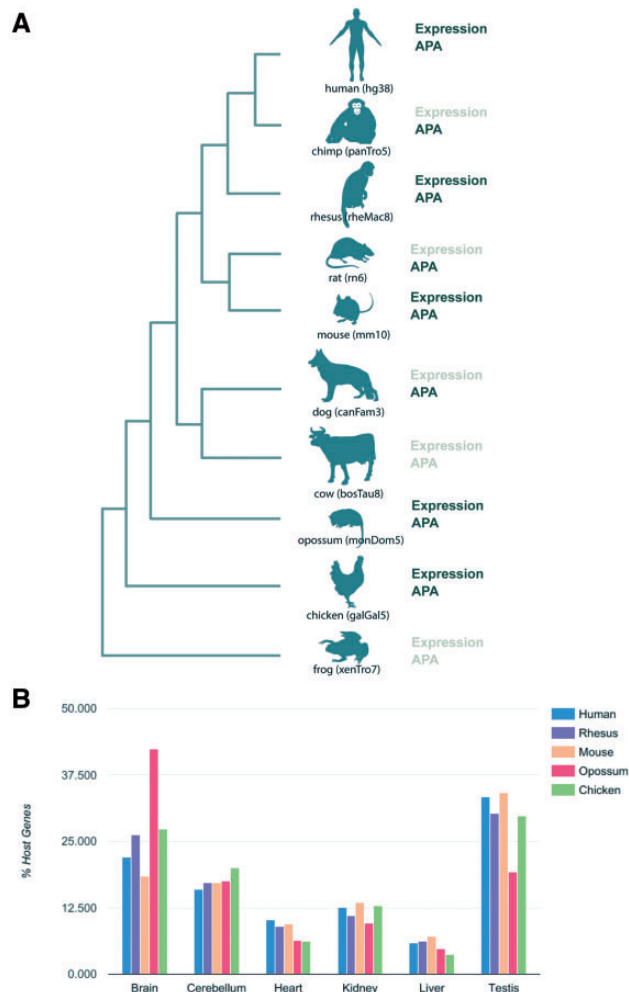 A
Expression
APA
human (hg38)
Expression
APA
chimp (panTro5)
Expression
APA
rhesus (rheMac8)
Expression
APA
rat (rn6)
Expression
APA
mouse (mm10)
Expression
APA
dog (canFam3)
Expression
APA
cow (bosTau8)
Expression
APA
opossum (monDom5)
Expression
APA
chicken (galGal5)
Expression
APA
frog (xenTro7)
B
50.000
37.500
25.000
12.500
0.000
% Host Genes
Human
Rhesus
Mouse
Opossum
Chicken
Brain Cerebellum Heart Kidney Liver Testis